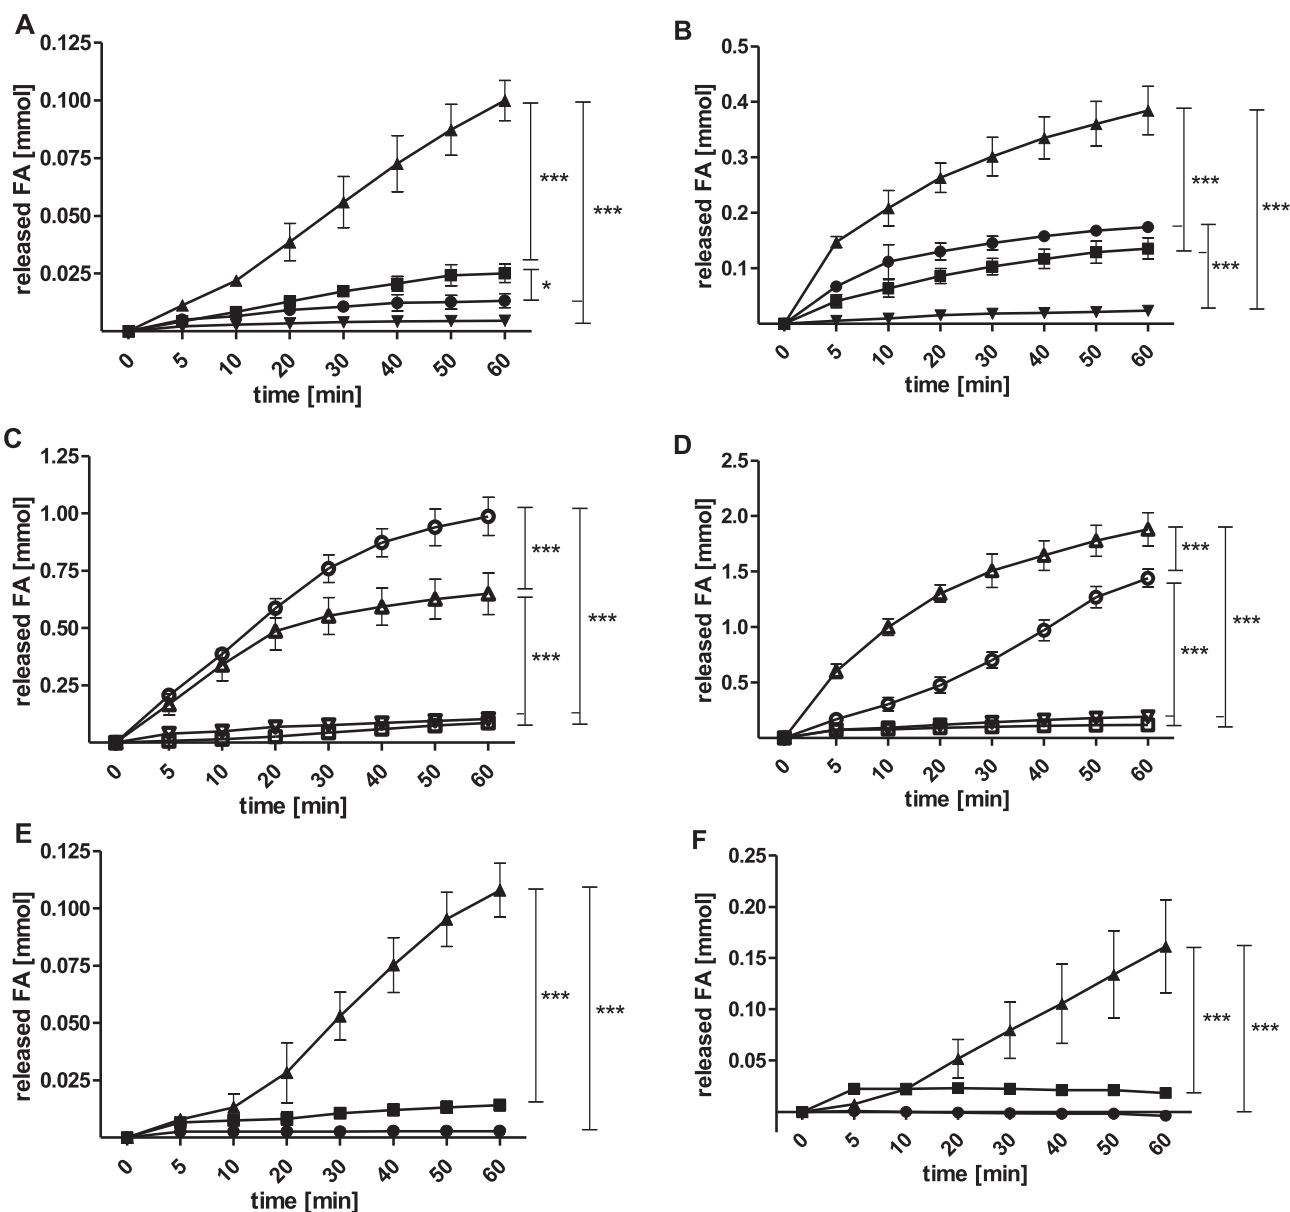 A
0.125
0.100
0.075
0.050
0.025
released FA [mmol]
0 5 10 20 30 40 50 60
time [min]
***
***
*
B
0.5
0.4
0.3
0.2
0.1
released FA [mmol]
0 5 10 20 30 40 50 60
time [min]
***
***
***
C
1.25
1.00
0.75
0.50
0.25
released FA [mmol]
0 5 10 20 30 40 50 60
time [min]
***
***
***
D
2.5
2.0
1.5
1.0
0.5
released FA [mmol]
0 5 10 20 30 40 50 60
time [min]
***
***
***
E
0.125
0.100
0.075
0.050
0.025
released FA [mmol]
0 5 10 20 30 40 50 60
time [min]
***
***
F
0.25
0.20
0.15
0.10
0.05
released FA [mmol]
0 5 10 20 30 40 50 60
time [min]
***
***